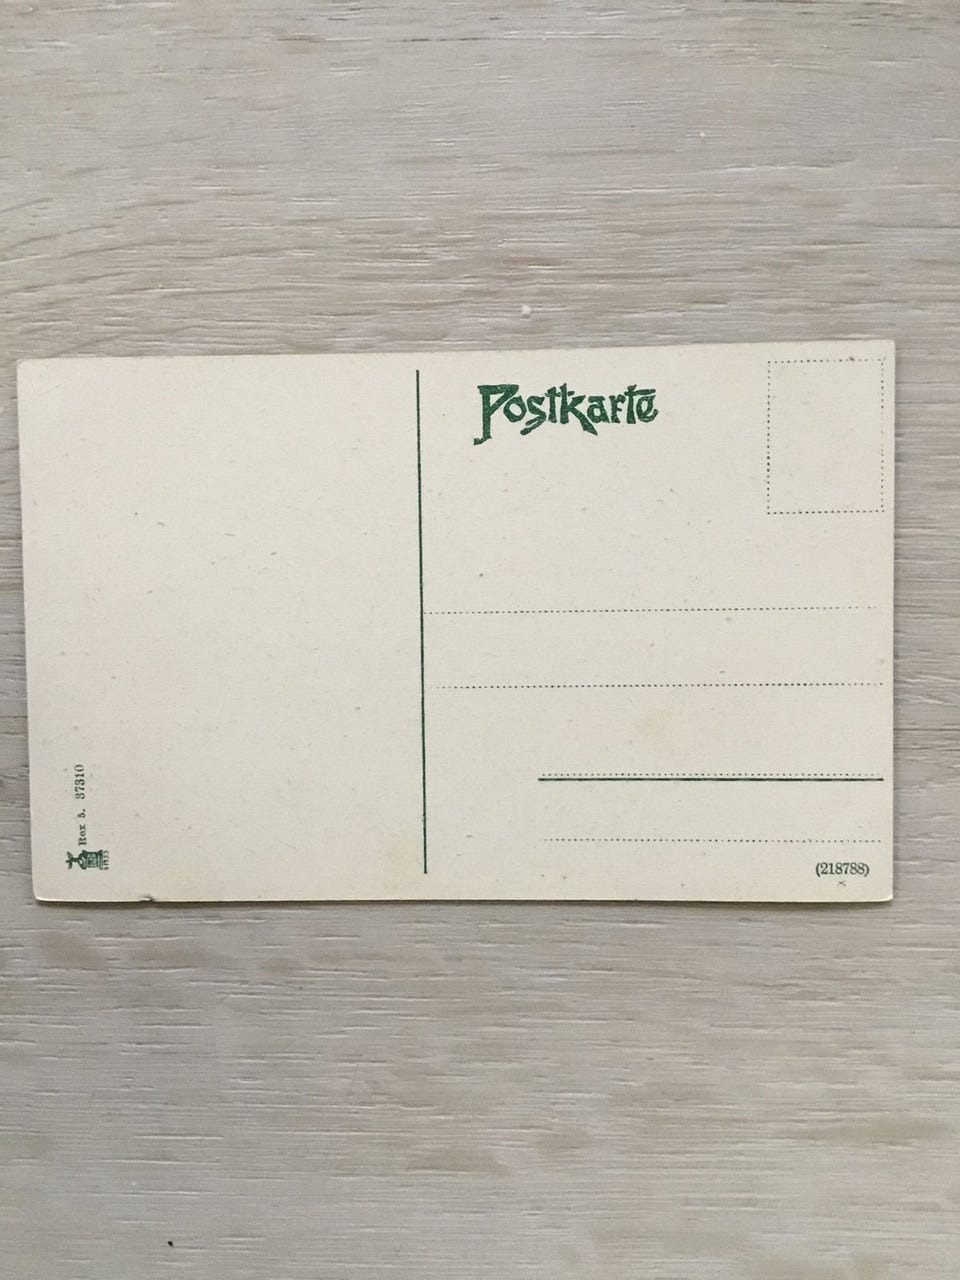 Postkarte
Rex 5. 37310
(218788)